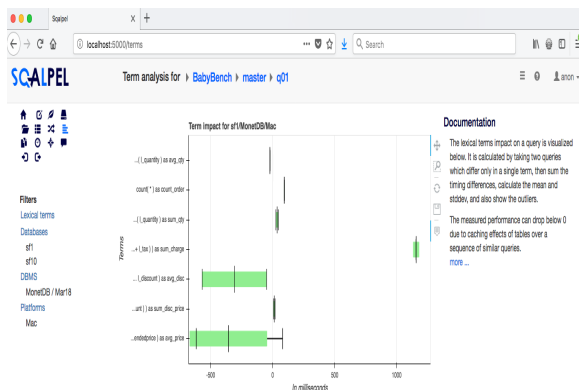 Sqalpel
localhost:5000/terms
Search
SQALPEL
Term analysis for BabyBench master q01
anon
Filters
Lexical terms
Databases
sf1
sf10
DBMS
MonetDB / Mar18
Platforms
Mac
Term impact for sf1/MonetDB/Mac
Terms
...( l_quantity ) as avg_qty
count( * ) as count_order
...( l_quantity ) as sum_qty
...+ l_tax ) ) as sum_charge
... ( l_discount ) as avg_disc
...unt ) ) as sum_disc_price
...endedprice ) as avg_price
-500 0 500 1000
In milliseconds
Documentation
The lexical terms impact on a query is visualized
below. It is calculated by taking two queries
which differ only in a single term, then sum the
timing differences, calculate the mean and
stddev, and also show the outliers.
The measured performance can drop below 0
due to caching effects of tables over a
sequence of similar queries.
more ...